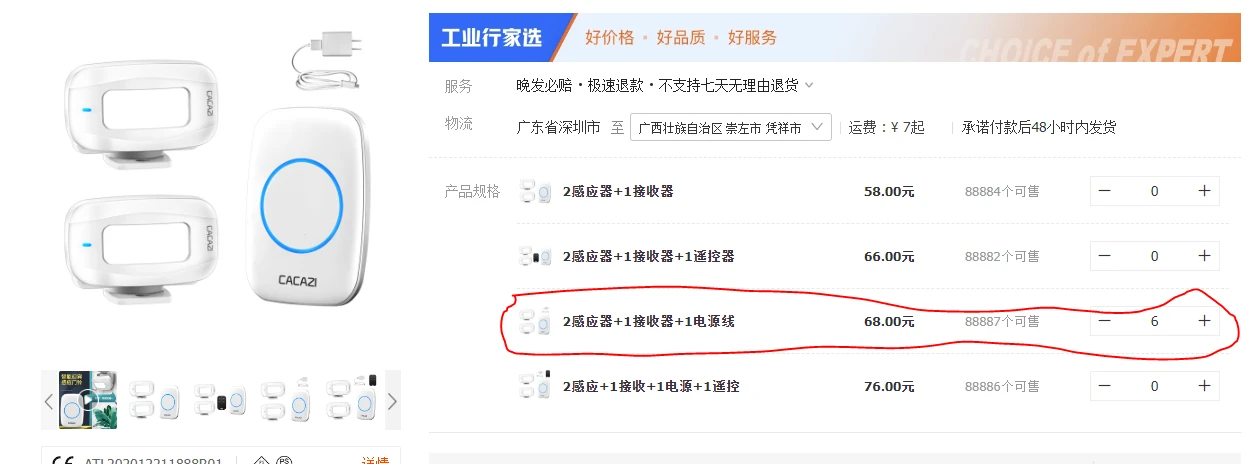 工业行家选
好价格 • 好品质 • 好服务
CHOICE of EXPERT
服务 晚发必赔 · 极速退款 · 不支持七天无理由退货
物流 广东省深圳市 至 广西壮族自治区 崇左市 凭祥市 运费：¥ 7起 承诺付款后48小时内发货
产品规格 2感应器+1接收器 58.00元 88884个可售 − 0 +
2感应器+1接收器+1遥控器 66.00元 88882个可售 − 0 +
2感应器+1接收器+1电源线 68.00元 88887个可售 − 6 +
2感应+1接收+1电源+1遥控 76.00元 88886个可售 − 0 +
CACAZI
CACAZI
CACAZI